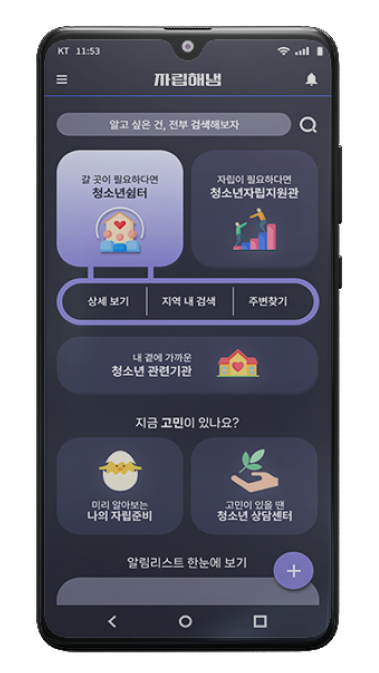 KT 11:53
자립해냄
알고 싶은 건, 전부 검색해보자
갈 곳이 필요하다면
청소년쉼터
자립이 필요하다면
청소년자립지원관
상세 보기
지역 내 검색
주변찾기
내 곁에 가까운
청소년 관련기관
지금 고민이 있나요?
미리 알아보는
나의 자립준비
고민이 있을 땐
청소년 상담센터
알림리스트 한눈에 보기